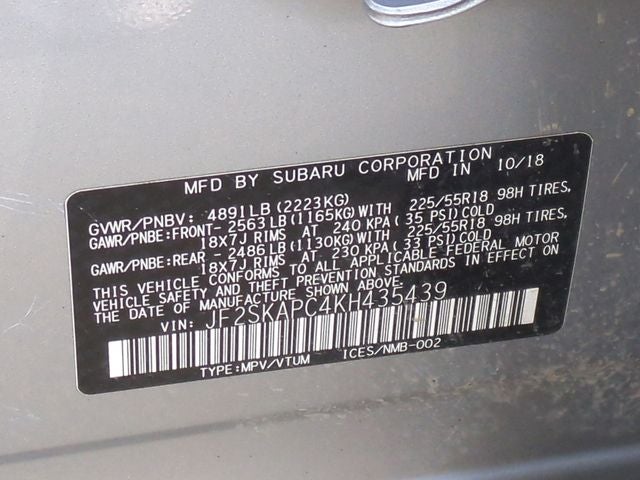 MFD BY SUBARU CORPORATION
MFD IN 10/18
GVWR/PNBV: 4891LB(2223KG)
GAWR/PNBE:FRONT- 2563LB(1165KG)WITH 225/55R18 98H TIRES,
18X7J RIMS AT 240 KPA( 35 PSI)COLD
GAWR/PNBE:REAR -2486LB(1130KG)WITH 225/55R18 98H TIRES,
18X7J RIMS AT 230 KPA( 33 PSI)COLD
THIS VEHICLE CONFORMS TO ALL APPLICABLE FEDERAL MOTOR
VEHICLE SAFETY AND THEFT PREVENTION STANDARDS IN EFFECT ON
THE DATE OF MANUFACTURE SHOWN ABOVE.
VIN: JF2SKAPC4KH435439
TYPE:MPV/VTUM ICES/NMB-002